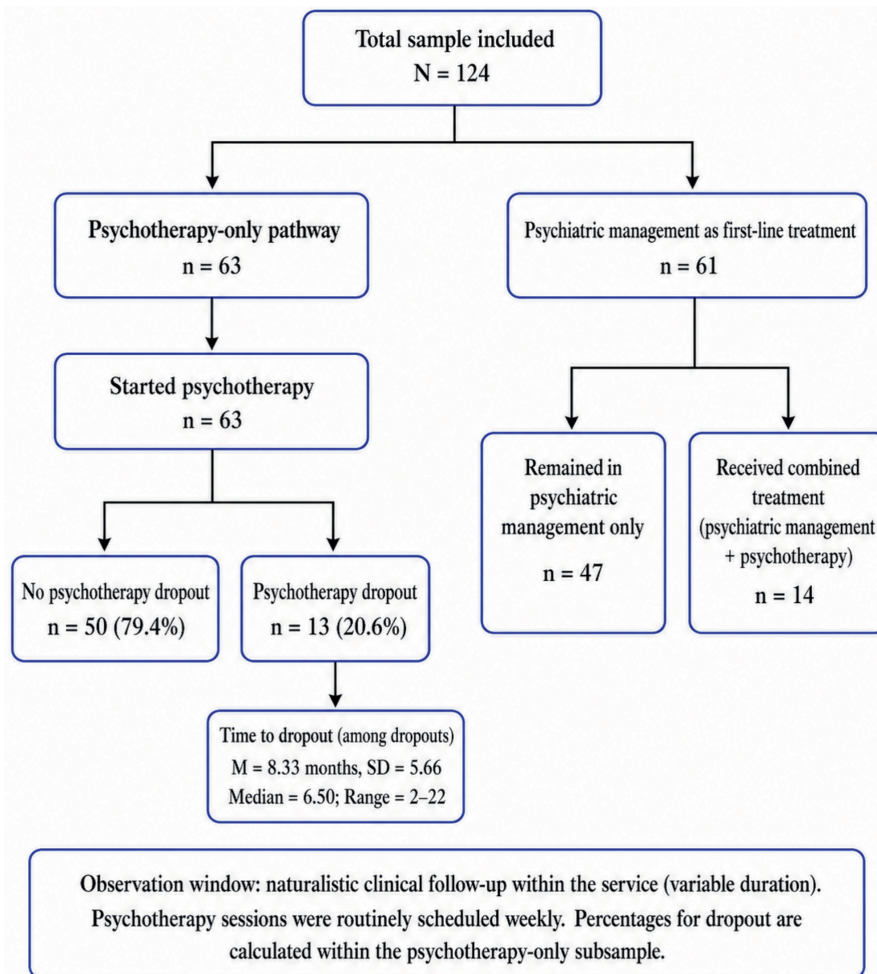 Total sample included
N = 124
Psychotherapy-only pathway
n = 63
Psychiatric management as first-line treatment
n = 61
Started psychotherapy
n = 63
Remained in
psychiatric
management only
n = 47
Received combined
treatment
(psychiatric management
+ psychotherapy)
n = 14
No psychotherapy dropout
n = 50 (79.4%)
Psychotherapy dropout
n = 13 (20.6%)
Time to dropout (among dropouts)
M = 8.33 months, SD = 5.66
Median = 6.50; Range = 2–22
Observation window: naturalistic clinical follow-up within the service (variable duration).
Psychotherapy sessions were routinely scheduled weekly. Percentages for dropout are
calculated within the psychotherapy-only subsample.